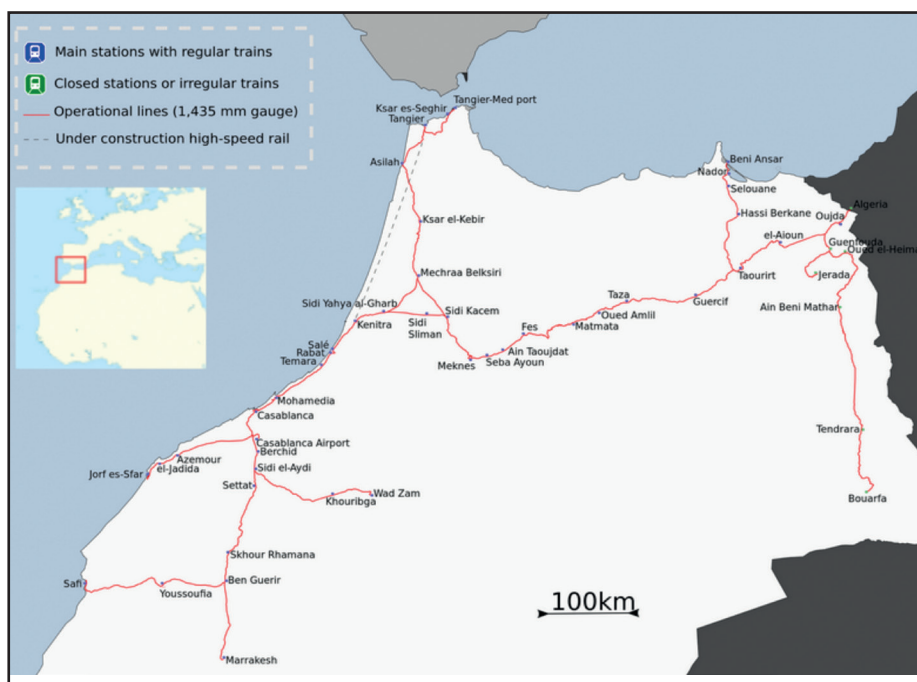 Main stations with regular trains
Closed stations or irregular trains
Operational lines (1,435 mm gauge)
Under construction high-speed rail
Tangier-Med port
Ksar es-Seghir
Tangier
Asilah
Beni Ansar
Nador
Selouane
Algeria
Hassi Berkane
Oujda
Ksar el-Kebir
el-Aioun
Guenfouda
Oued el-Heima
Mechraa Belksiri
Taourirt
Jerada
Sidi Yahya al-Gharb
Taza
Guercif
Ain Beni Mathar
Sidi Kacem
Oued Amlil
Kenitra
Sidi
Sliman
Fes
Matmata
Salé
Rabat
Temara
Ain Taoujdat
Seba Ayoun
Meknes
Mohamedia
Casablanca
Tendrara
Casablanca Airport
Berchid
Azemour
el-Jadida
Jorf es-Sfar
Sidi el-Aydi
Settat
Wad Zam
Khouribga
Bouarfa
Skhour Rhamana
Safi
Ben Guerir
Youssoufia
100km
Marrakesh